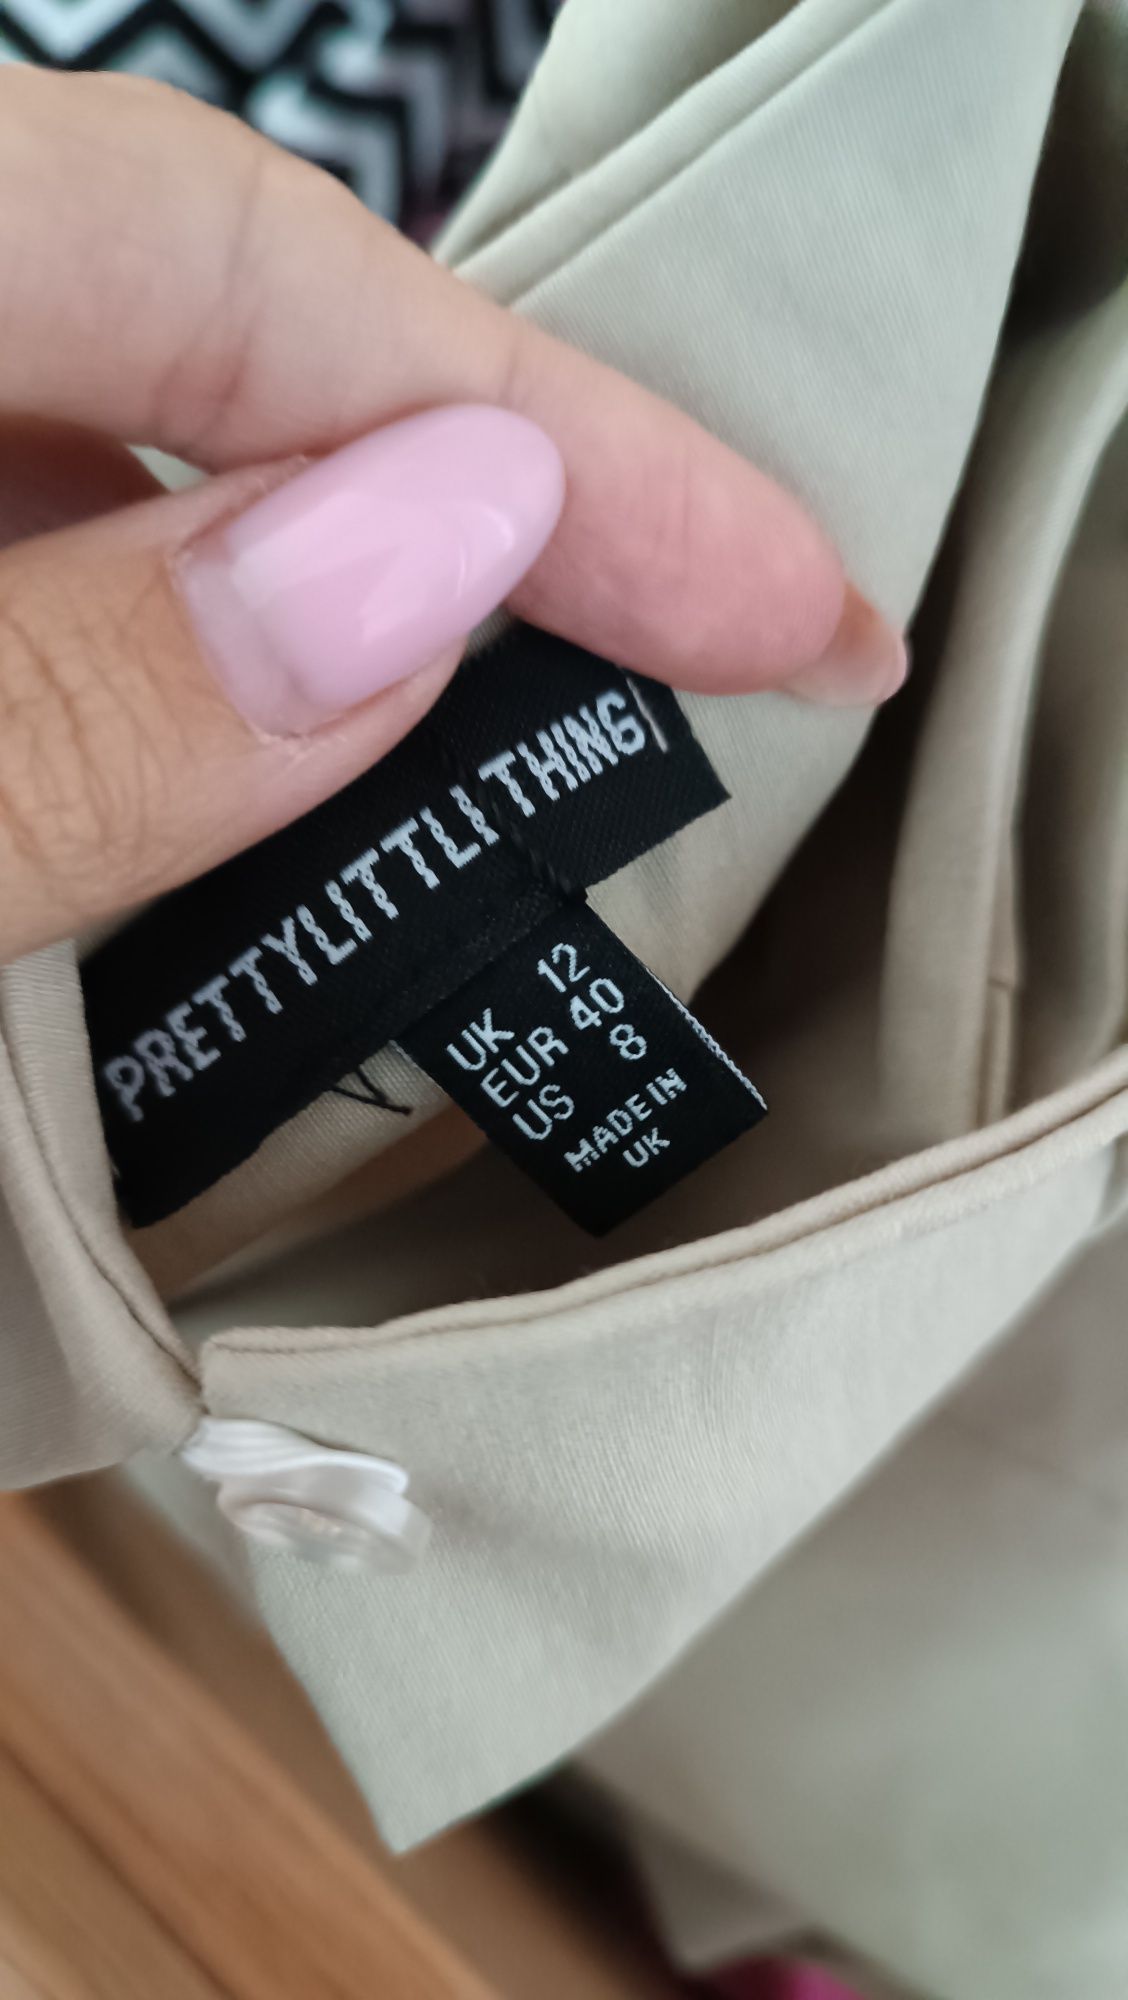 PRETTYLITTLETHING
UK 12
EUR 40
US 8
MADE IN
UK